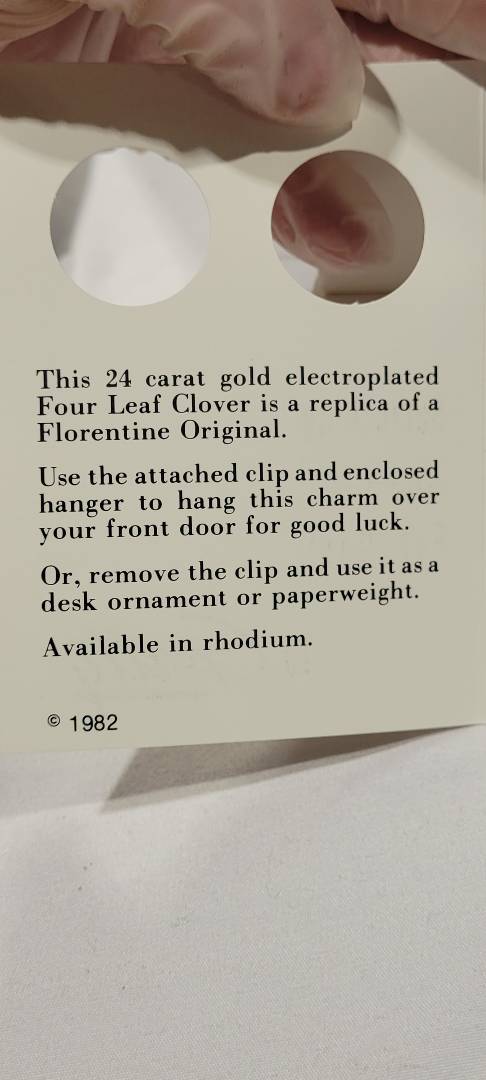 This 24 carat gold electroplated
Four Leaf Clover is a replica of a
Florentine Original.
Use the attached clip and enclosed
hanger to hang this charm over
your front door for good luck.
Or, remove the clip and use it as a
desk ornament or paperweight.
Available in rhodium.
© 1982